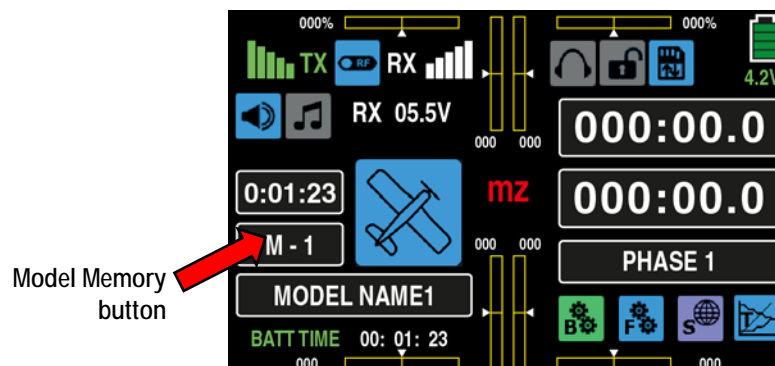 000%
000%
TX RF RX
4.2V
RX 05.5V
000 000
000:00.0
0:01:23
mz
000:00.0
M - 1
000 000
PHASE 1
Model Memory
button
MODEL NAME1
B F S T
BATT TIME 00: 01: 23
000
000